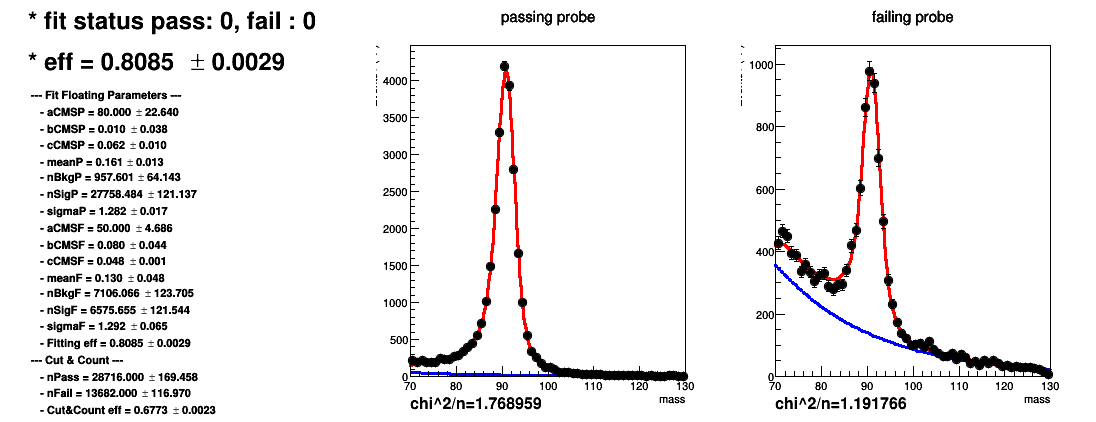 * fit status pass: 0, fail : 0
* eff = 0.8085 ± 0.0029
--- Fit Floating Parameters ---
- aCMSP = 80.000 ± 22.640
- bCMSP = 0.010 ± 0.038
- cCMSP = 0.062 ± 0.010
- meanP = 0.161 ± 0.013
- nBkgP = 957.601 ± 64.143
- nSigP = 27758.484 ± 121.137
- sigmaP = 1.282 ± 0.017
- aCMSF = 50.000 ± 4.686
- bCMSF = 0.080 ± 0.044
- cCMSF = 0.048 ± 0.001
- meanF = 0.130 ± 0.048
- nBkgF = 7106.066 ± 123.705
- nSigF = 6575.655 ± 121.544
- sigmaF = 1.292 ± 0.065
- Fitting eff = 0.8085 ± 0.0029
--- Cut & Count ---
- nPass = 28716.000 ± 169.458
- nFail = 13682.000 ± 116.970
- Cut&Count eff = 0.6773 ± 0.0023
passing probe
4000
3500
3000
2500
2000
1500
1000
500
0
70 80 90 100 110 120 130
mass
chi^2/n=1.768959
failing probe
1000
800
600
400
200
0
70 80 90 100 110 120 130
mass
chi^2/n=1.191766